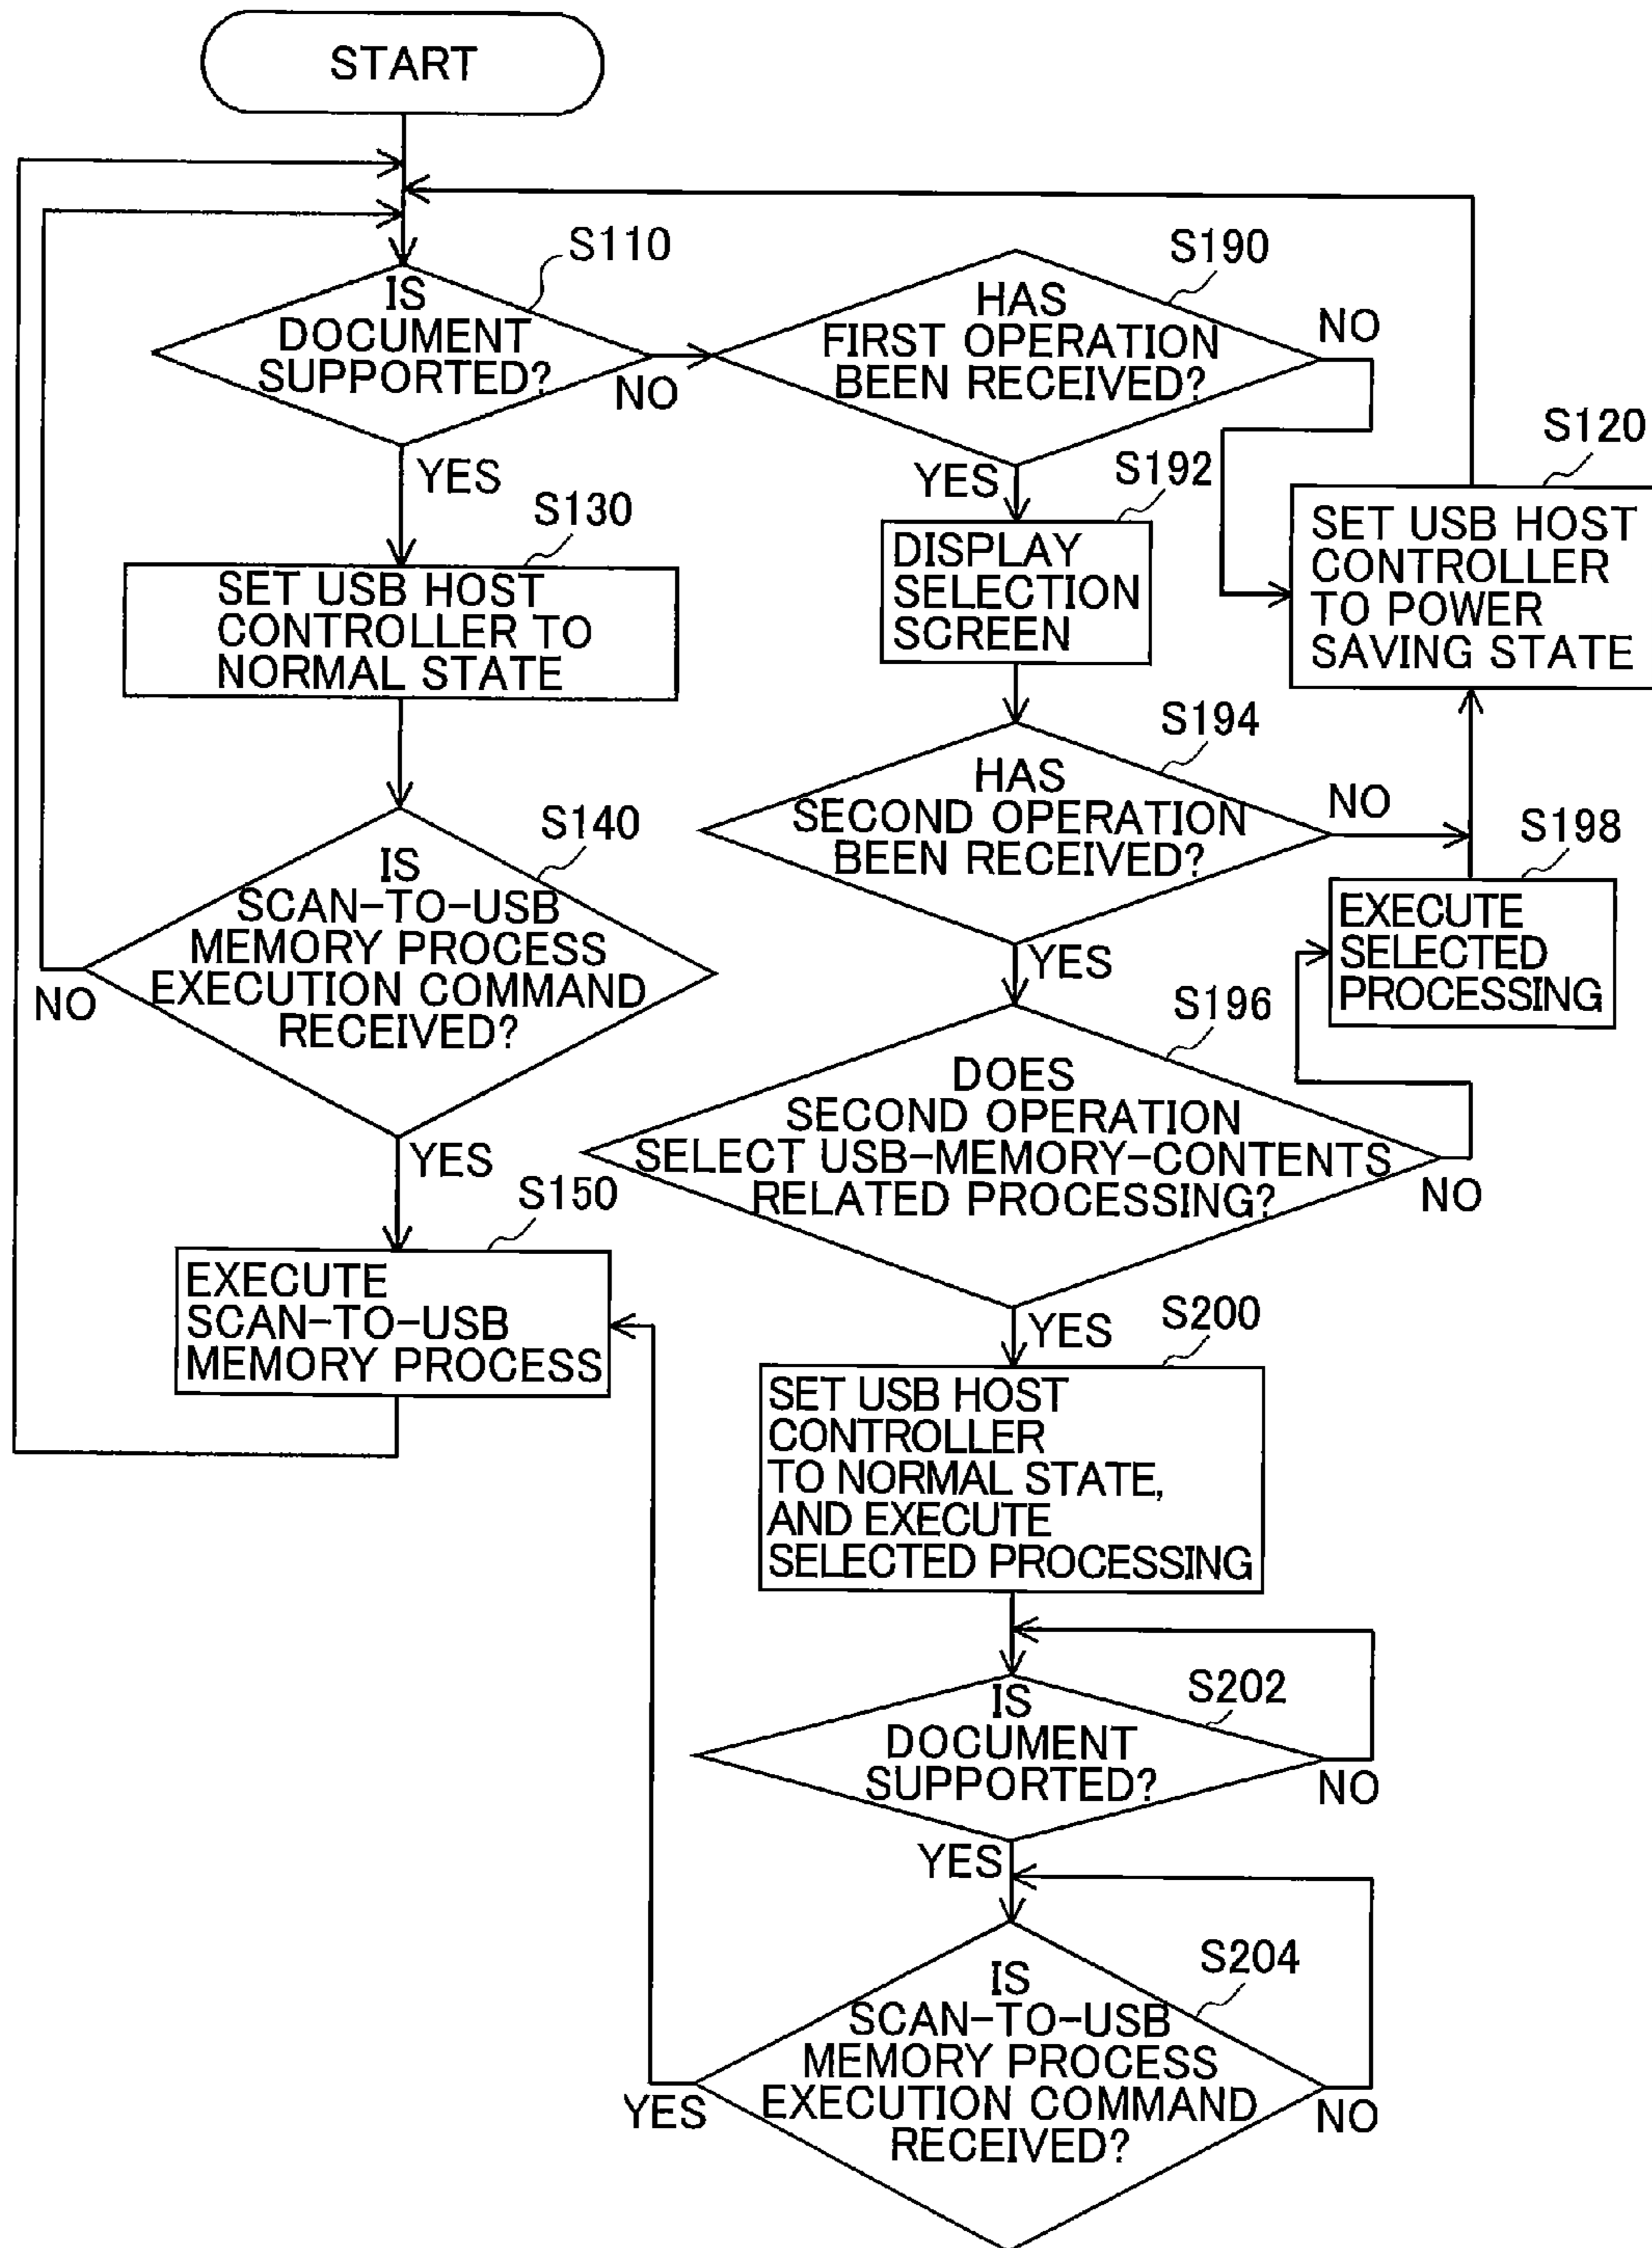 START
S110
IS
DOCUMENT
SUPPORTED?
NO
YES
S190
HAS
FIRST OPERATION
BEEN RECEIVED?
NO
YES
S120
SET USB HOST
CONTROLLER
TO POWER
SAVING STATE
S192
DISPLAY
SELECTION
SCREEN
S130
SET USB HOST
CONTROLLER TO
NORMAL STATE
S194
HAS
SECOND OPERATION
BEEN RECEIVED?
NO
YES
S198
EXECUTE
SELECTED
PROCESSING
S140
IS
SCAN-TO-USB
MEMORY PROCESS
EXECUTION COMMAND
RECEIVED?
NO
YES
S196
DOES
SECOND OPERATION
SELECT USB-MEMORY-CONTENTS
RELATED PROCESSING?
NO
YES
S150
EXECUTE
SCAN-TO-USB
MEMORY PROCESS
S200
SET USB HOST
CONTROLLER
TO NORMAL STATE,
AND EXECUTE
SELECTED PROCESSING
S202
IS
DOCUMENT
SUPPORTED?
NO
YES
S204
IS
SCAN-TO-USB
MEMORY PROCESS
EXECUTION COMMAND
RECEIVED?
YES
NO